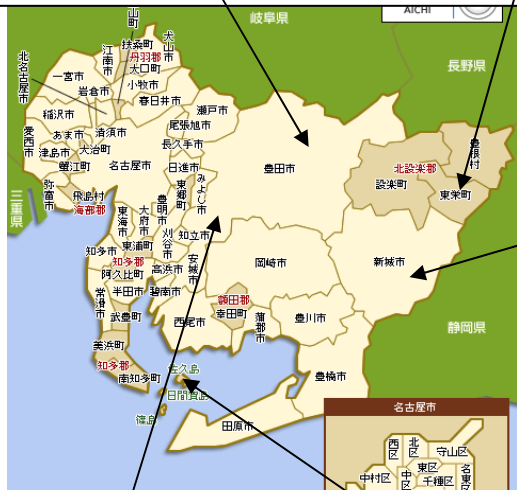 岐阜県
AICHI
長野県
三重県
静岡県
山町
北名古屋市
江南市
扶桑町
丹羽郡
大口町
犬山市
一宮市
岩倉市
小牧市
春日井市
稲沢市
瀬戸市
尾張旭市
愛西市
あま市
清須市
長久手市
津島市
大治町
蟹江町
名古屋市
日進市
東郷町
みよし市
豊田市
北設楽郡
設楽町
豊根村
東栄町
弥富市
飛島村
海部郡
東海市
大府市
豊明市
刈谷市
知立市
東浦町
知多市
知多郡
阿久比町
高浜市
安城市
岡崎市
新城市
常滑市
半田市
碧南市
額田郡
幸田町
武豊町
西尾市
蒲郡市
豊川市
美浜町
知多郡
南知多町
佐久島
日間賀島
篠島
豊橋市
田原市
名古屋市
西区
北区
守山区
東区
中村区
千種区
名東区